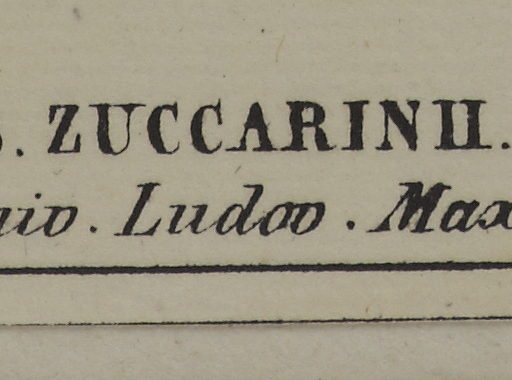 . ZUCCARINII.
. Ludov. Max